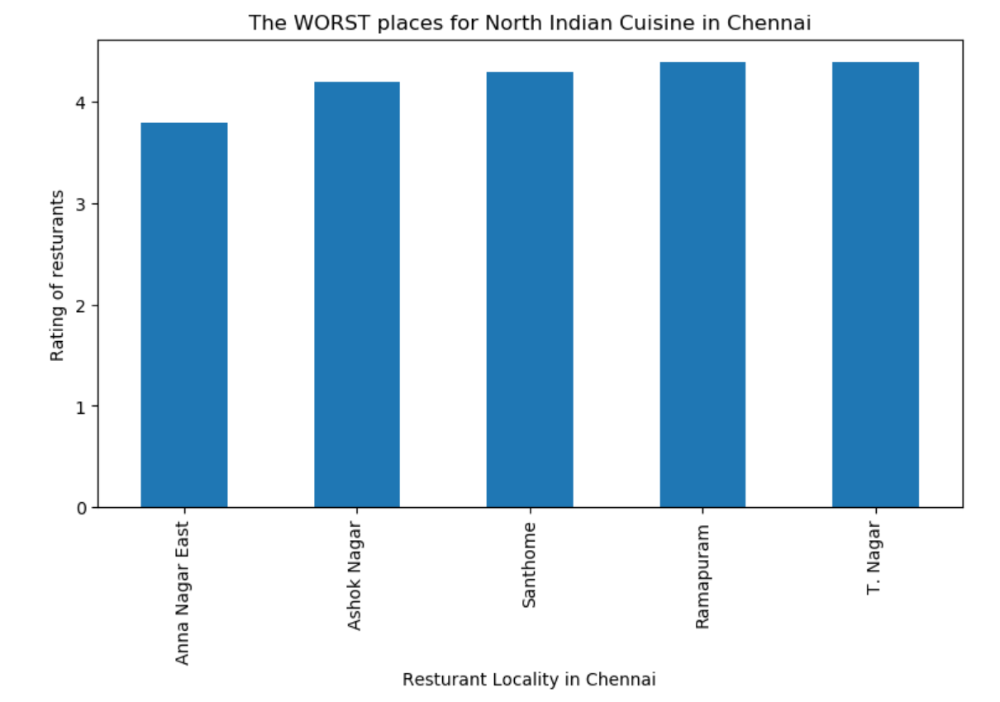 The WORST places for North Indian Cuisine in Chennai
Rating of resturants
4
3
2
1
0
Anna Nagar East
Ashok Nagar
Santhome
Ramapuram
T. Nagar
Resturant Locality in Chennai